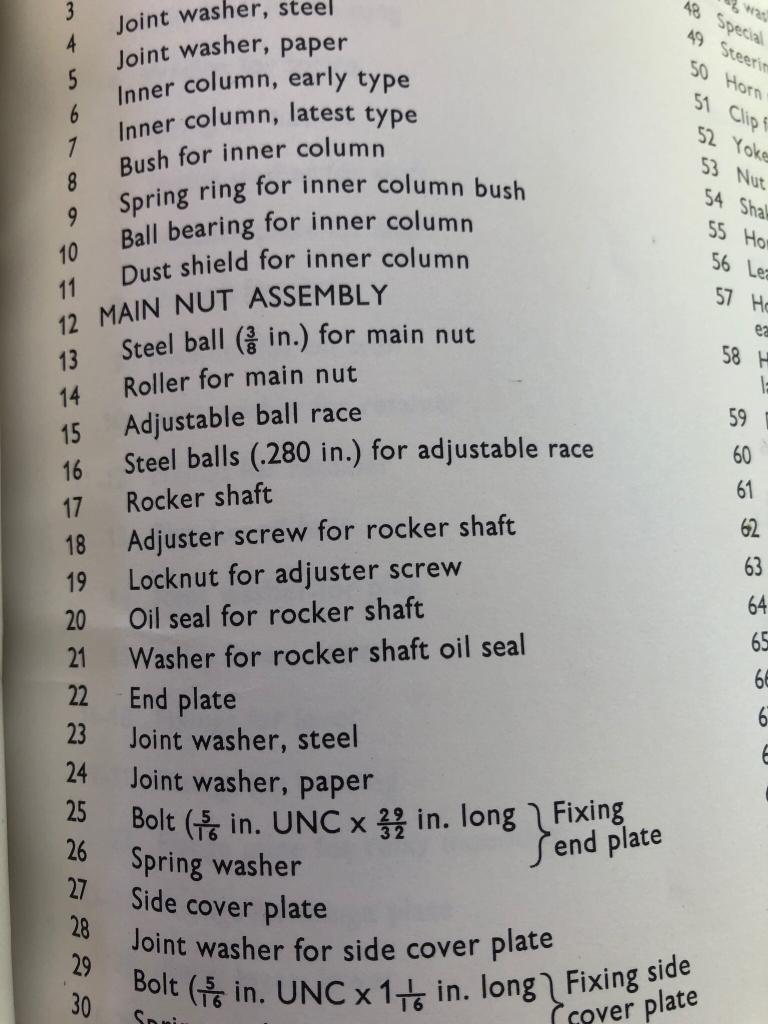 3
4 Joint washer, steel
5 Joint washer, paper
6 Inner column, early type
7 Inner column, latest type
8 Bush for inner column
9 Spring ring for inner column bush
10 Ball bearing for inner column
11 Dust shield for inner column
12 MAIN NUT ASSEMBLY
13 Steel ball (3/8 in.) for main nut
14 Roller for main nut
15 Adjustable ball race
16 Steel balls (.280 in.) for adjustable race
17 Rocker shaft
18 Adjuster screw for rocker shaft
19 Locknut for adjuster screw
20 Oil seal for rocker shaft
21 Washer for rocker shaft oil seal
22 End plate
23 Joint washer, steel
24 Joint washer, paper
25 Bolt (5/16 in. UNC x 29/32 in. long } Fixing
26 Spring washer end plate
27 Side cover plate
28 Joint washer for side cover plate
29 Bolt (5/16 in. UNC x 1 1/16 in. long } Fixing side
30 cover plate
48 Special
49
50 Horn
51 Clip
52 Yoke
53 Nut
54
55
56
57
58
59
60
61
62
63
64
65